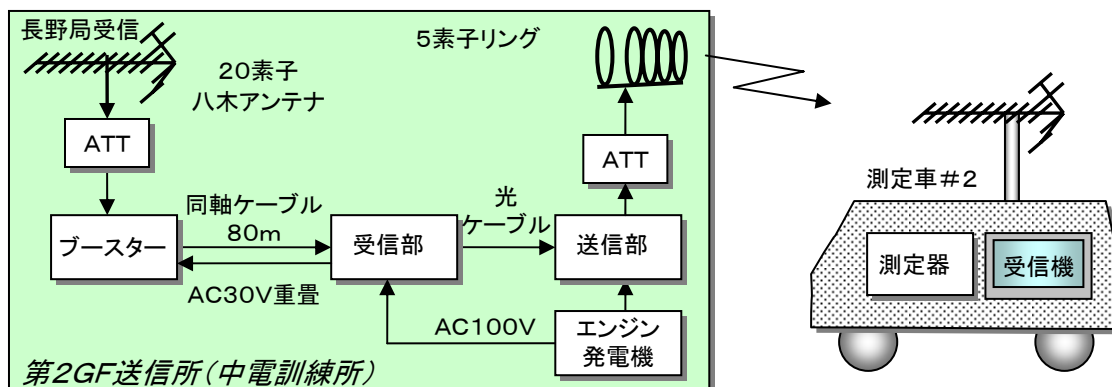 長野局受信
20素子
八木アンテナ
ATT
ブースター
同軸ケーブル
80m
AC30V重畳
受信部
光
ケーブル
送信部
ATT
5素子リング
AC100V
エンジン
発電機
第2GF送信所(中電訓練所)
測定車#2
測定器
受信機